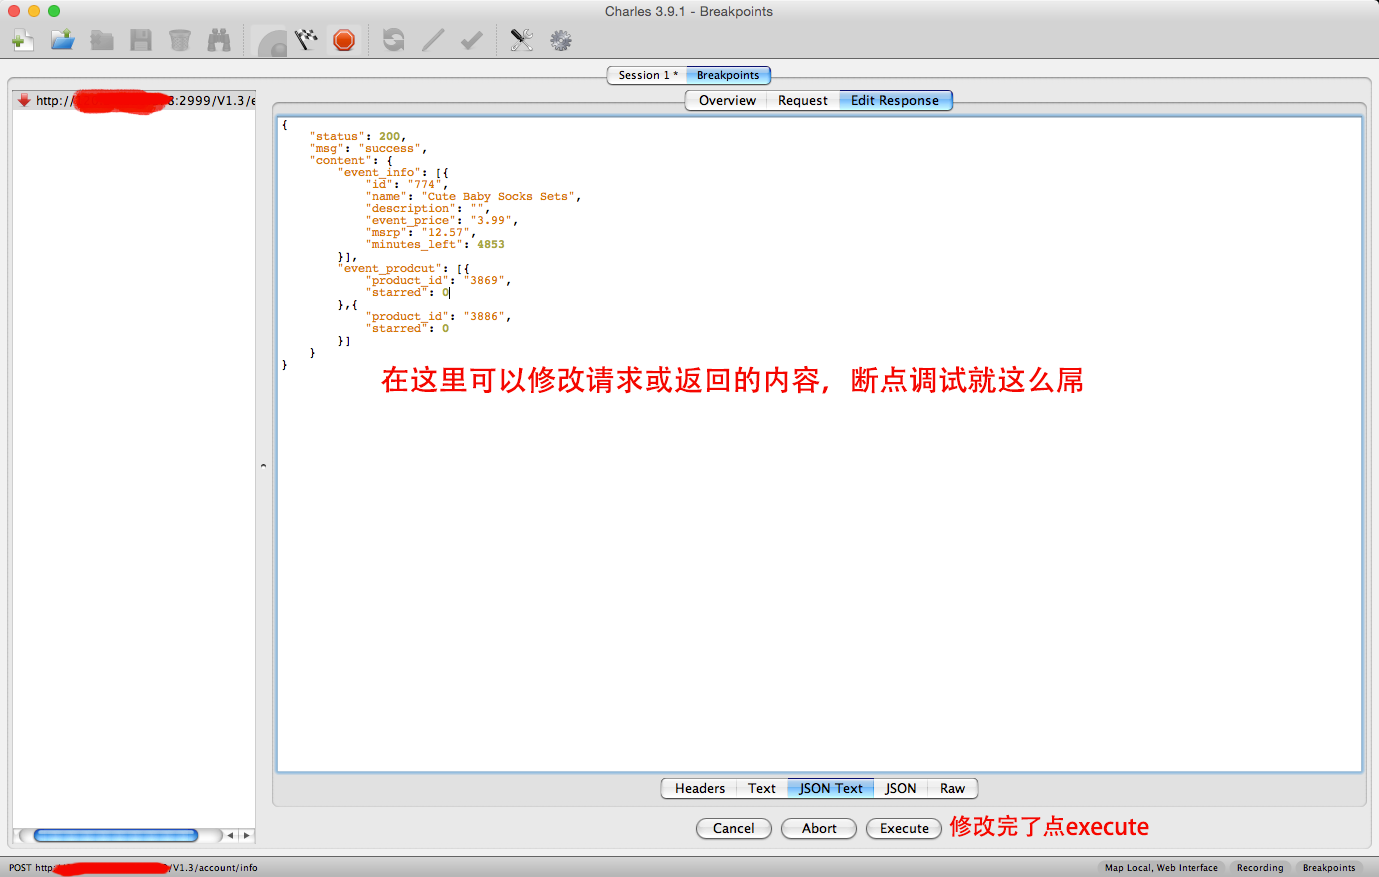 Charles 3.9.1 - Breakpoints
Session 1 * Breakpoints
http:// 8:2999/V1.3/e
Overview Request Edit Response
{
"status": 200,
"msg": "success",
"content": {
"event_info": [{
"id": "774",
"name": "Cute Baby Socks Sets",
"description": "",
"event_price": "3.99",
"msrp": "12.57",
"minutes_left": 4853
}],
"event_prodcut": [{
"product_id": "3869",
"starred": 0
},{
"product_id": "3886",
"starred": 0
}]
}
}
在这里可以修改请求或返回的内容，断点调试就这么屌
Headers Text JSON Text JSON Raw
Cancel Abort Execute 修改完了点execute
POST http: /V1.3/account/info
Map Local, Web Interface Recording Breakpoints